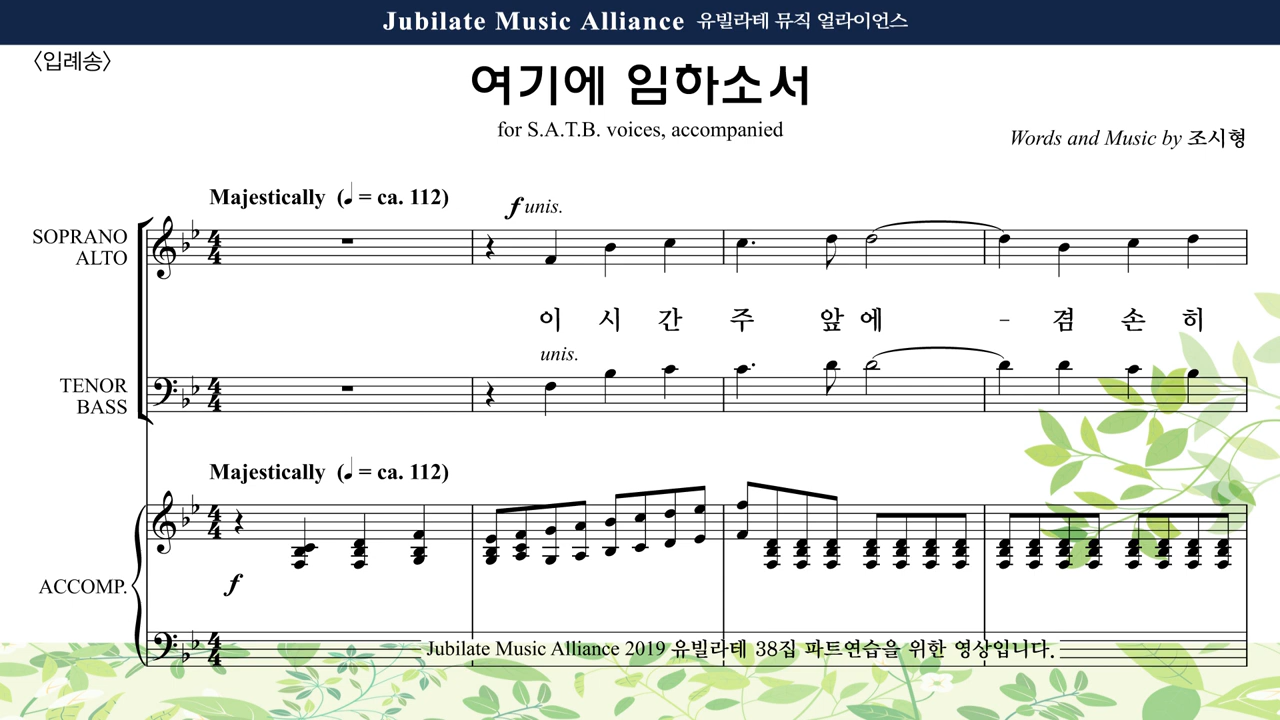 Jubilate Music Alliance 유빌라테 뮤직 얼라이언스
〈입례송〉
여기에 임하소서
for S.A.T.B. voices, accompanied
Words and Music by 조시형
Majestically (♩ = ca. 112)
f unis.
SOPRANO
ALTO
이 시 간 주 앞 에 - 겸 손 히
unis.
TENOR
BASS
Majestically (♩ = ca. 112)
f
ACCOMP.
Jubilate Music Alliance 2019 유빌라테 38집 파트연습을 위한 영상입니다.